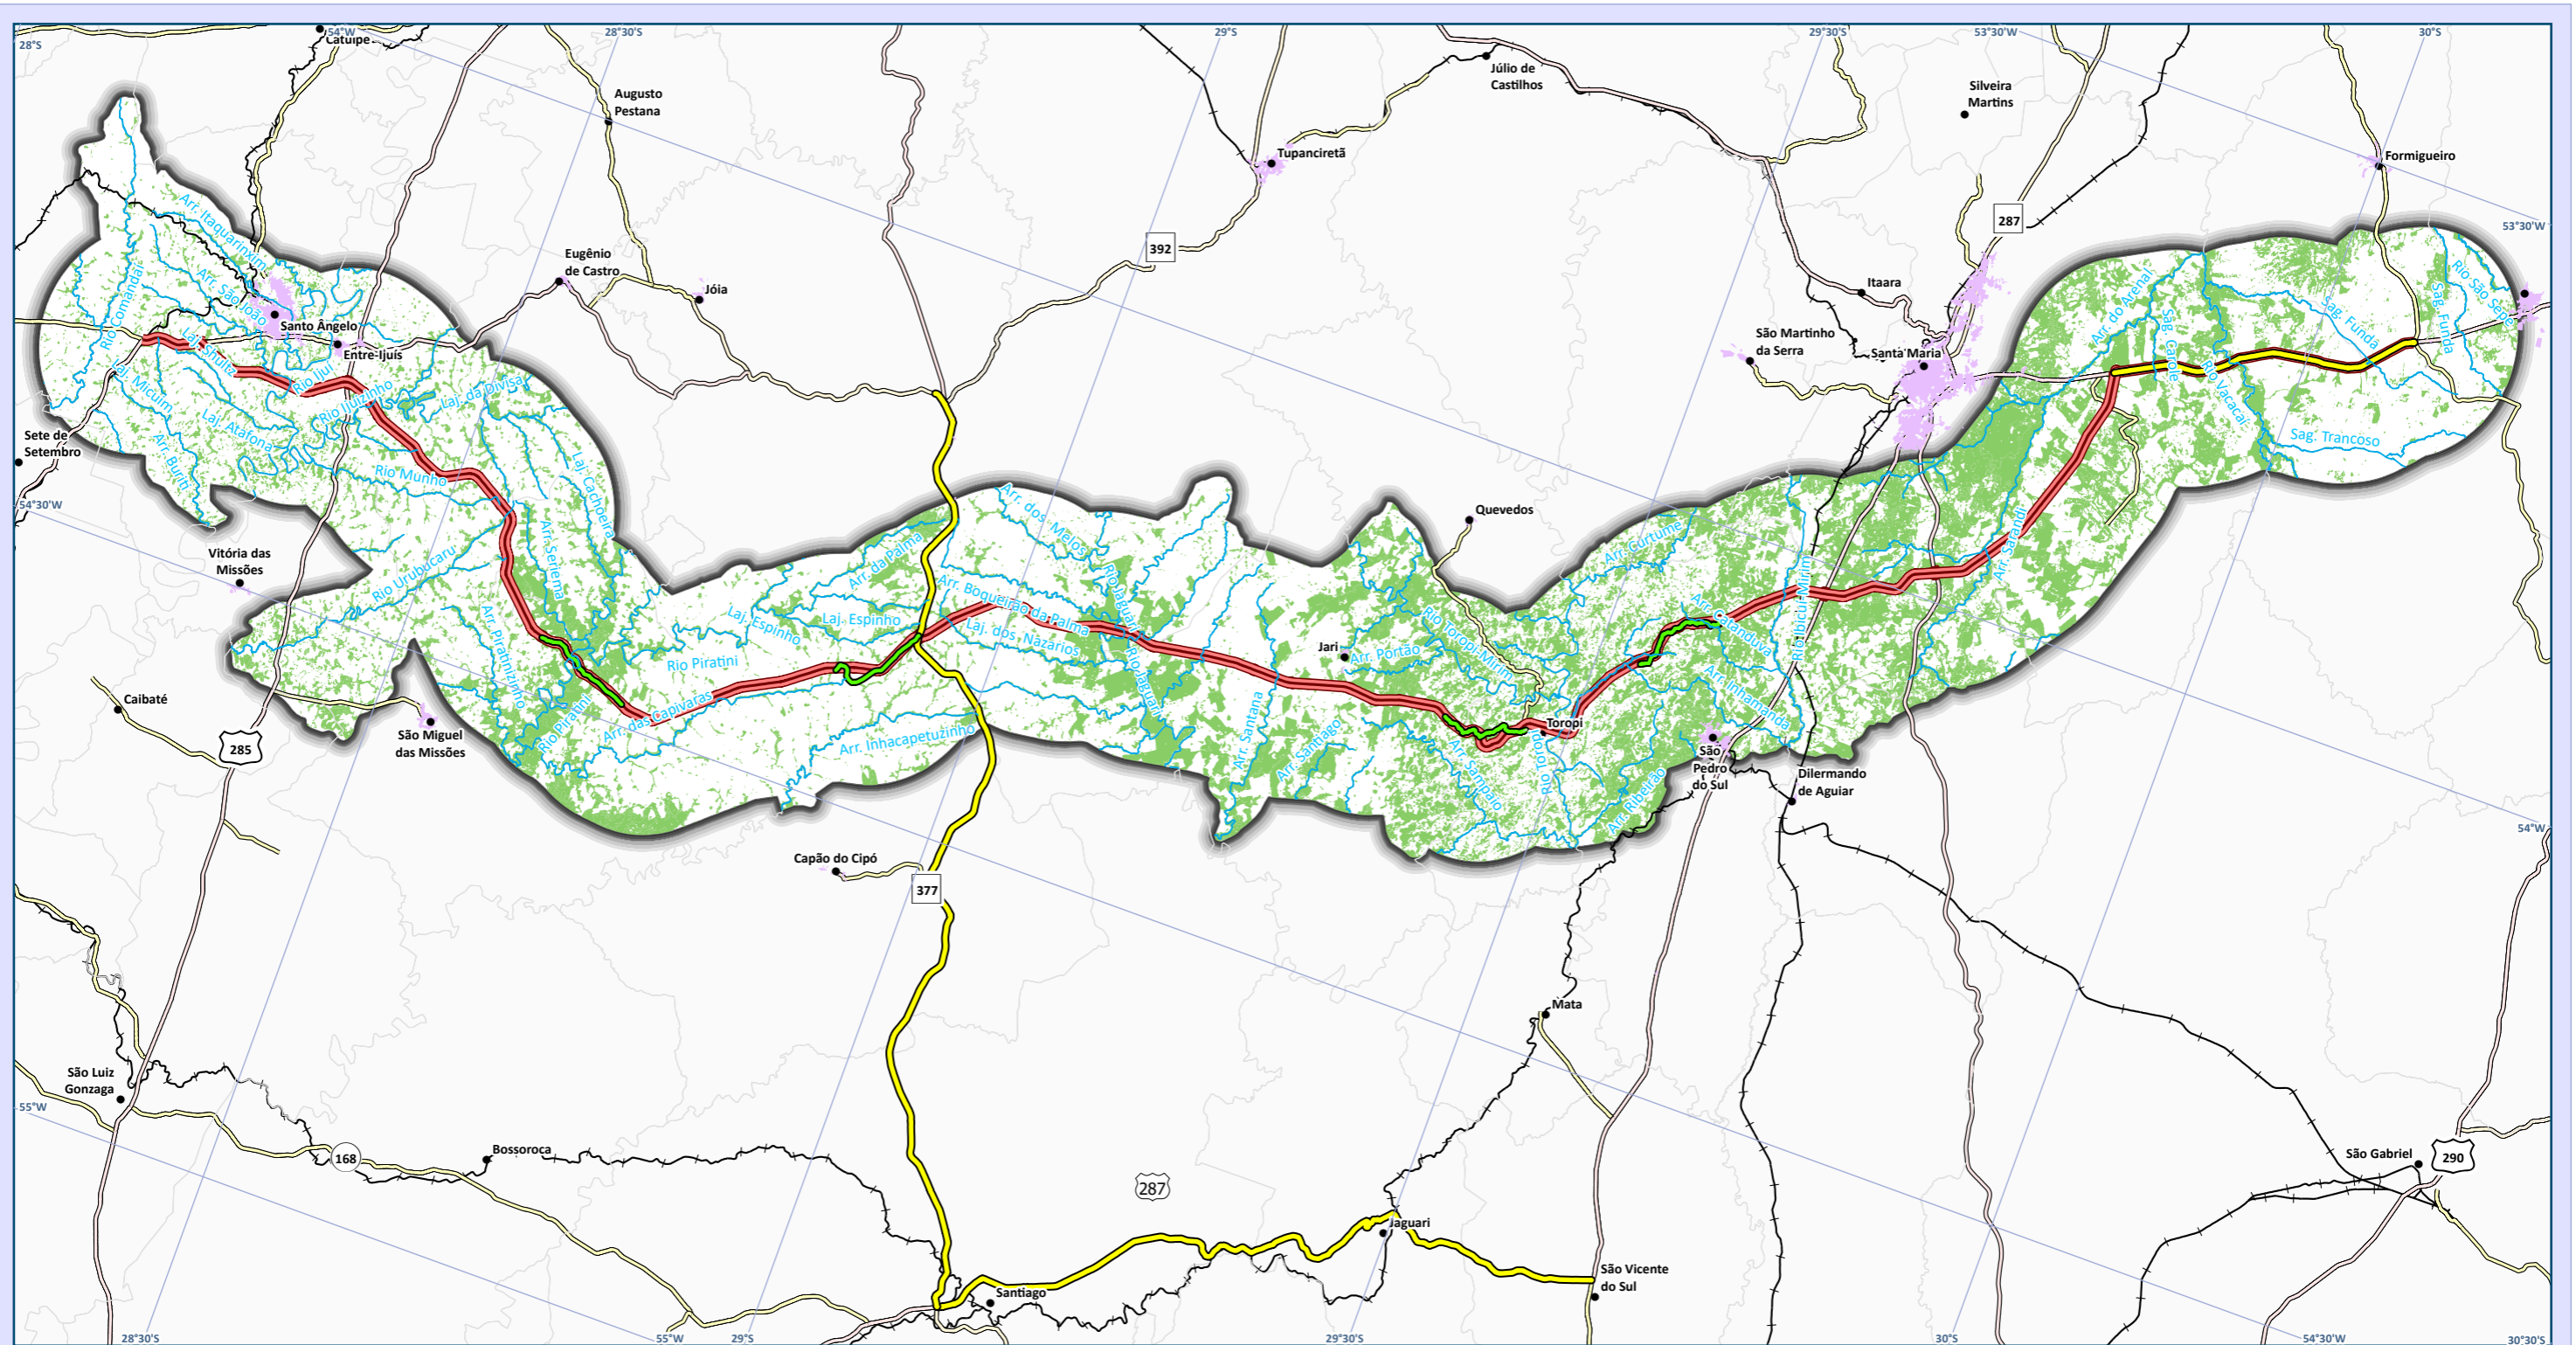 28°S
Catuípe
54°W
28°30'S
29°S
29°30'S
53°30'W
30°S
Júlio de
Castilhos
Augusto
Pestana
Silveira
Martins
Tupanciretã
Formigueiro
287
53°30'W
392
Arr. Itaquarinxim
Eugênio
de Castro
Jóia
Itaara
Rio Comandaí
Arr. São João
Santo Ângelo
Entre-Ijuís
Laj. Shultz
Rio Ijuí
Laj. Micuim
Rio Ijuizinho
Laj. da Divisa
Laj. Atafona
Arr. Buriti
São Martinho
da Serra
Santa Maria
Arr. do Arenal
Sag. Carole
Rio Vacacaí
Sag. Funda
Sag. Funda
Rio São Sepé
Sag. Trancoso
Sete de
Setembro
54°30'W
Rio Munho
Laj. Cachoeira
Arr. Seriema
Vitória das
Missões
Rio Urubucaru
Arr. Piratinizinho
Rio Piratini
Rio Piratini
Arr. das Capivaras
Laj. Espinho
Laj. Espinho
Arr. da Palma
Arr. dos Meios
Arr. Boqueirão da Palma
Laj. dos Nazários
Rio Jaguari
Rio Jaguari
Arr. Inhacapetuzinho
Quevedos
Arr. Curtume
Arr. Sarandi
Jari
Arr. Portão
Rio Toropi-Mirim
Arr. Catanduva
Rio Ibicuí-Mirim
Arr. Inhamanda
Toropi
Rio Toropi
Arr. Santana
Arr. Santiago
Arr. Sampaio
Arr. Ribeirão
São
Pedro
do Sul
Dilermando
de Aguiar
54°W
Caibaté
285
São Miguel
das Missões
Capão do Cipó
377
Mata
São Luiz
Gonzaga
55°W
168
Bossoroca
287
São Gabriel
290
Jaguari
São Vicente
do Sul
Santiago
28°30'S
55°W
29°S
29°30'S
30°S
54°30'W
30°30'S